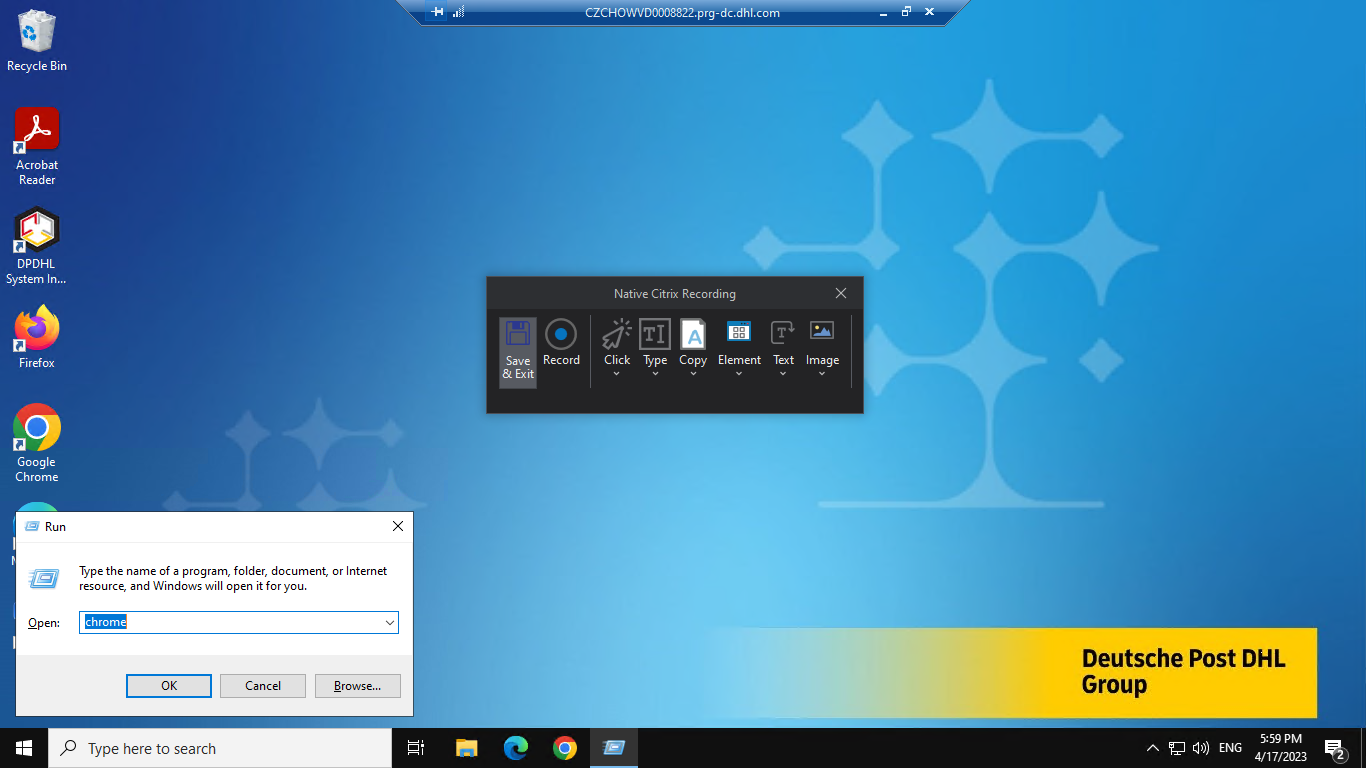 CZCHOWVD0008822.prg-dc.dhl.com
Recycle Bin
Acrobat
Reader
DPDHL
System In...
Firefox
Google
Chrome
Native Citrix Recording
Save
& Exit
Record
Click
Type
Copy
Element
Text
Image
Run
Type the name of a program, folder, document, or Internet
resource, and Windows will open it for you.
Open:
chrome
OK
Cancel
Browse...
Deutsche Post DHL
Group
Type here to search
ENG
5:59 PM
4/17/2023
2